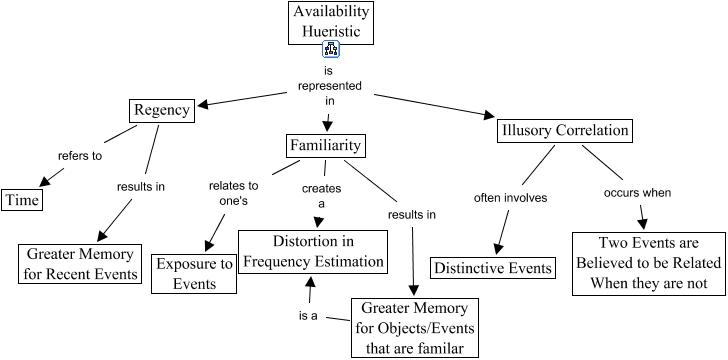 Availability
Hueristic
is
represented
in
Regency
Familiarity
Illusory Correlation
refers to
results in
relates to
one's
creates
a
results in
often involves
occurs when
Time
Greater Memory
for Recent Events
Exposure to
Events
Distortion in
Frequency Estimation
Distinctive Events
Two Events are
Believed to be Related
When they are not
is a
Greater Memory
for Objects/Events
that are familar